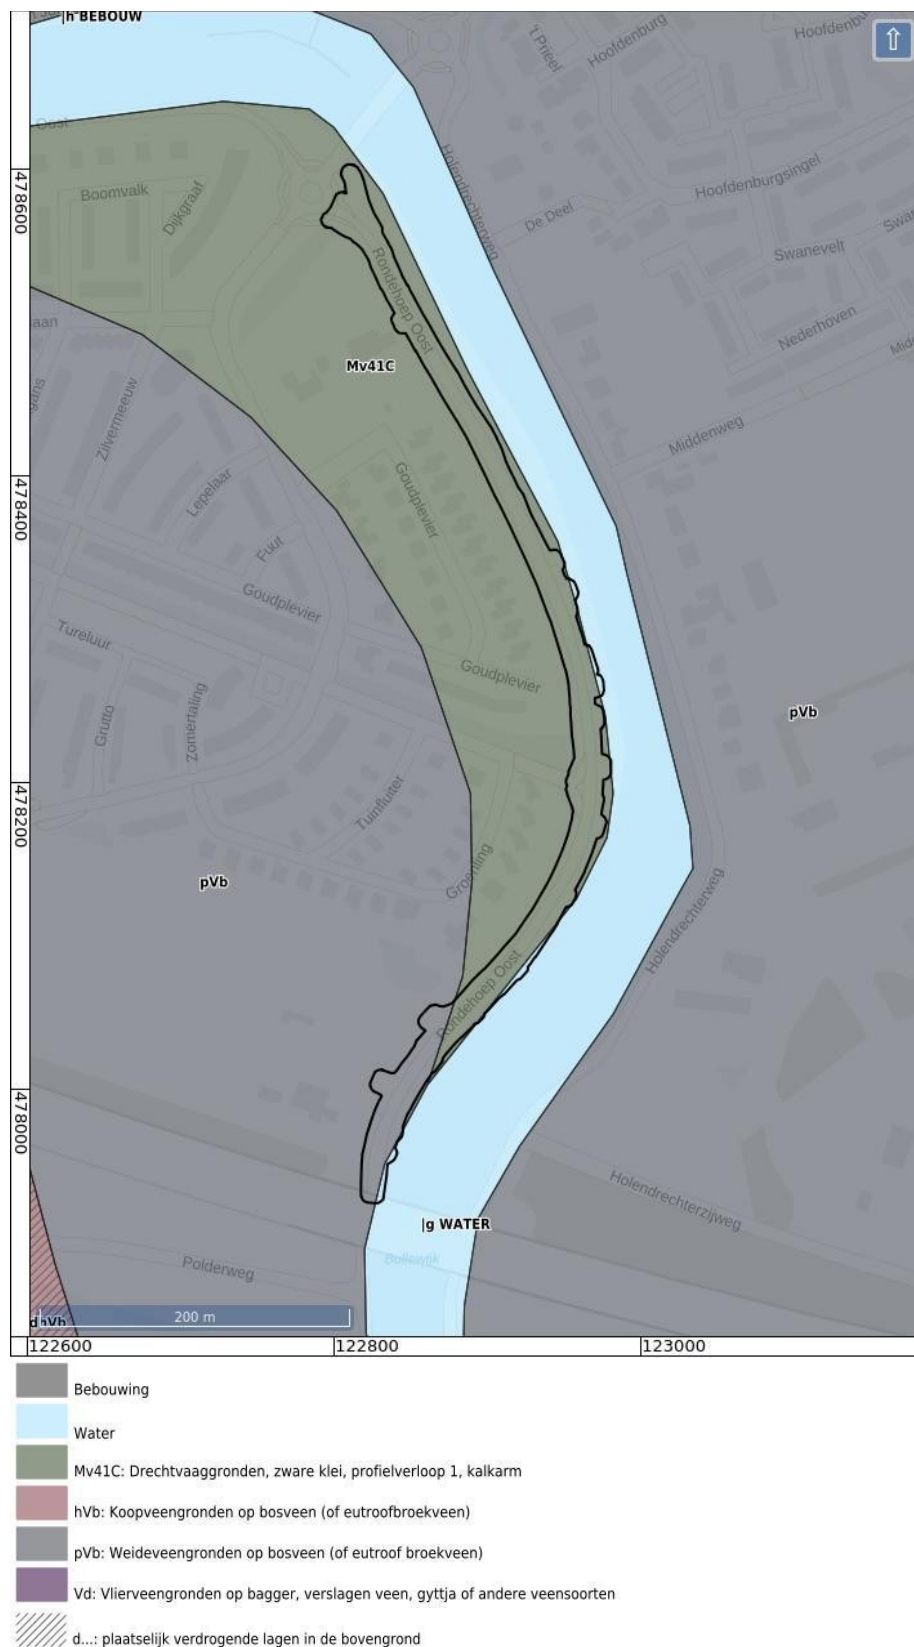 |h BEBOUW
⇧
't Prieel
Hoofdenburg
Oost
Holendrechterweg
Boomvalk
Dijkgraaf
Hoofdenburgsingel
De Deel
478600
Rondehoep Oost
Swanevelt
Nederhoven
aan
Mv41C
Zilvermeeuw
Middenweg
Lepelaar
Goudplevier
478400
Fuut
Goudplevier
Tureluur
Goudplevier
Grutto
Zomertaling
pVb
Tuinfluiter
478200
Groenling
pVb
Holendrechterweg
Rondehoep Oost
478000
Holendrechterzijweg
|g WATER
Bullewijk
Polderweg
200 m
122600
122800
123000
Bebouwing
Water
Mv41C: Drechtvaaggronden, zware klei, profielverloop 1, kalkarm
hVb: Koopveengronden op bosveen (of eutroofbroekveen)
pVb: Weideveengronden op bosveen (of eutroof broekveen)
Vd: Vlierveengronden op bagger, verslagen veen, gyttja of andere veensoorten
d...: plaatselijk verdrogende lagen in de bovengrond